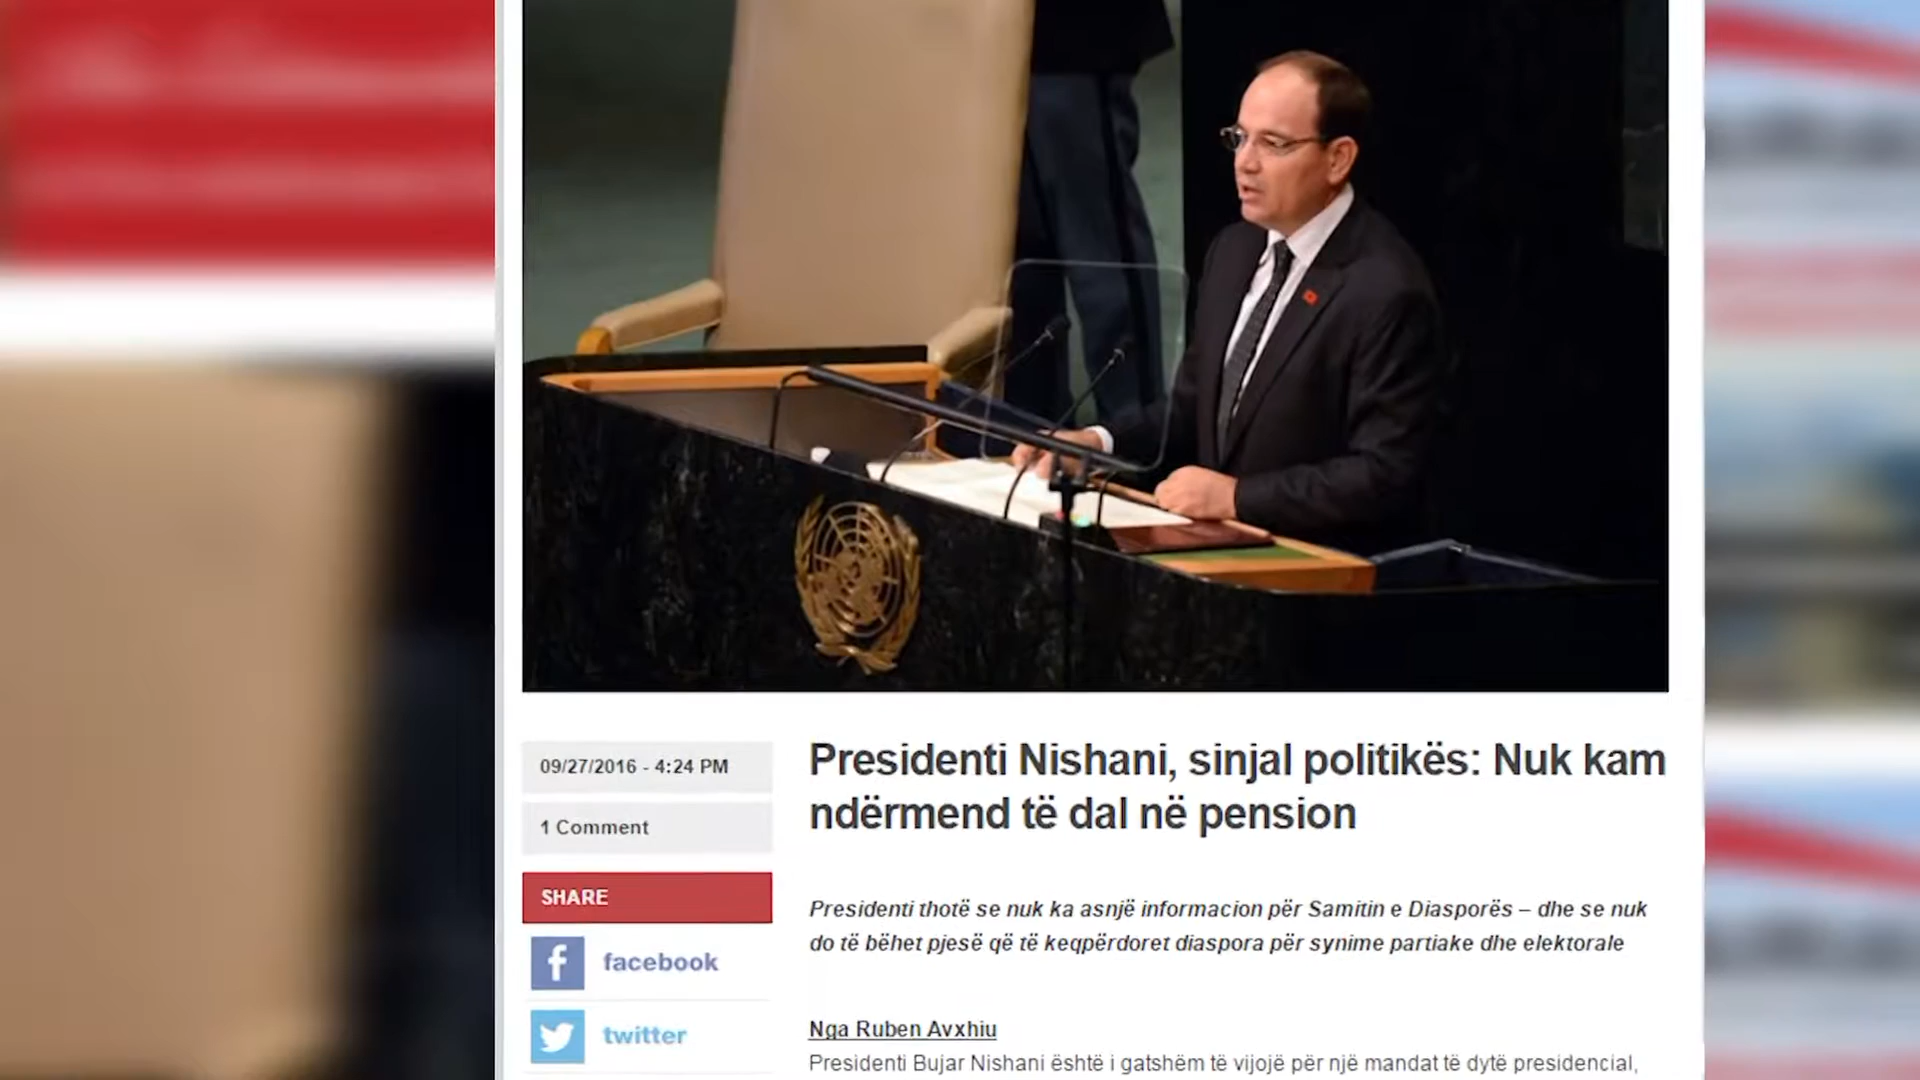 09/27/2016 - 4:24 PM
1 Comment
SHARE
facebook
twitter
Presidenti Nishani, sinjal politikës: Nuk kam
ndërmend të dal në pension
Presidenti thotë se nuk ka asnjë informacion për Samitin e Diasporës – dhe se nuk
do të bëhet pjesë që të keqpërdoret diaspora për synime partiake dhe elektorale
Nga Ruben Avxhiu
Presidenti Bujar Nishani është i gatshëm të vijojë për një mandat të dytë presidencial,